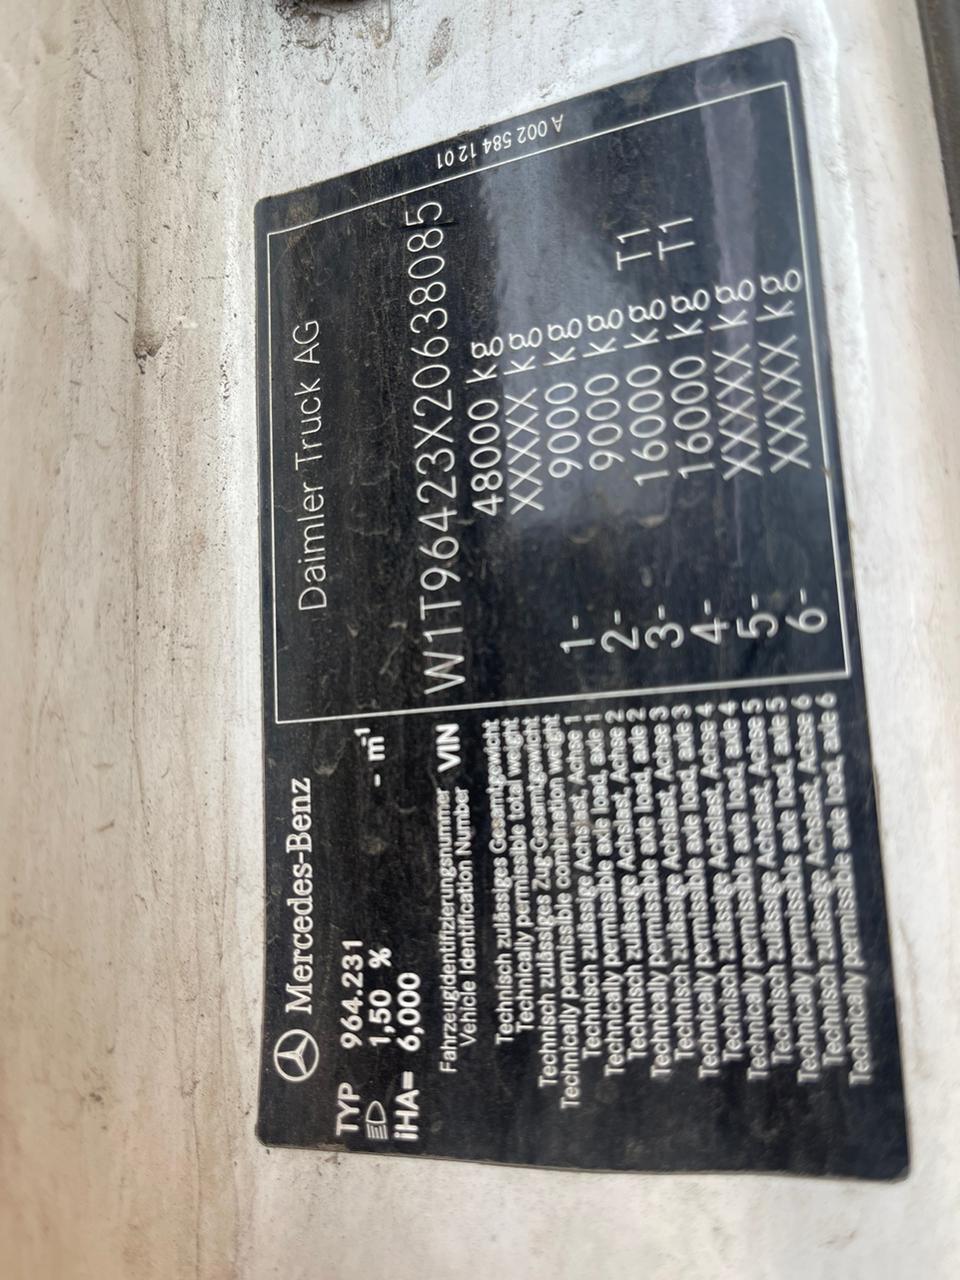 Mercedes-Benz
Daimler Truck AG
TYP 964.231
1,50 % - m-1
iHA= 6,000
Fahrzeugidentifizierungsnummer
Vehicle Identification Number
VIN W1T96423X20638085
Technisch zulässiges Gesamtgewicht
Technically permissible total weight
48000 kg
Technisch zulässiges Zug-Gesamtgewicht
Technically permissible combination weight
XXXXX kg
Technisch zulässige Achslast, Achse 1
Technically permissible axle load, axle 1
1- 9000 kg
Technisch zulässige Achslast, Achse 2
Technically permissible axle load, axle 2
2- 9000 kg
Technisch zulässige Achslast, Achse 3
Technically permissible axle load, axle 3
3- 16000 kg T1
Technisch zulässige Achslast, Achse 4
Technically permissible axle load, axle 4
4- 16000 kg T1
Technisch zulässige Achslast, Achse 5
Technically permissible axle load, axle 5
5- XXXXX kg
Technisch zulässige Achslast, Achse 6
Technically permissible axle load, axle 6
6- XXXXX kg
A 002 584 12 01